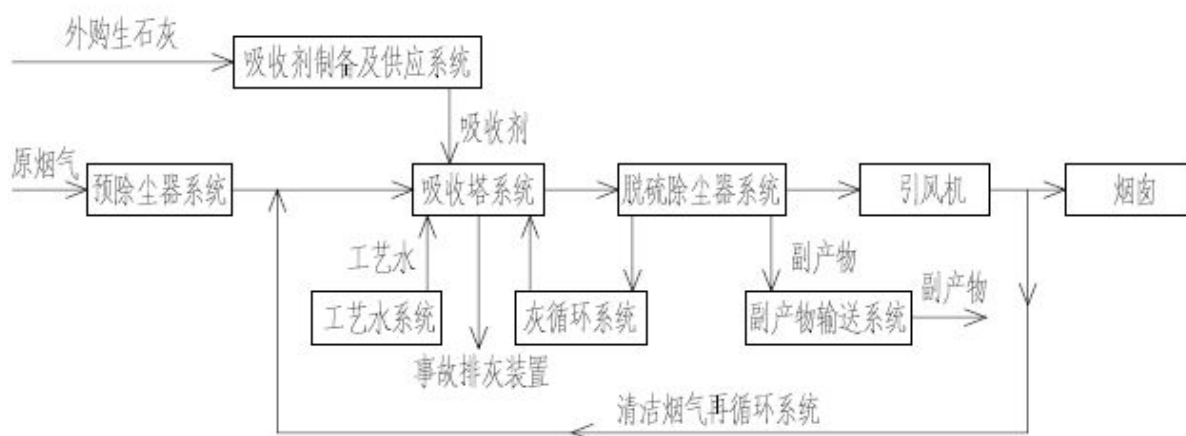 外购生石灰
吸收剂制备及供应系统
吸收剂
原烟气
预除尘器系统
吸收塔系统
脱硫除尘器系统
引风机
烟囱
工艺水
副产物
副产物
工艺水系统
灰循环系统
副产物输送系统
事故排灰装置
清洁烟气再循环系统